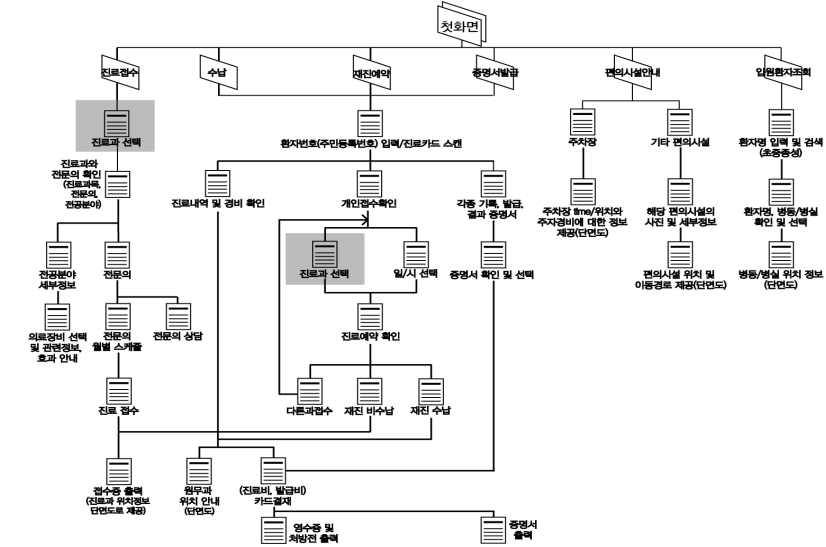 첫화면
진료접수
수납
재진예약
증명서발급
편의시설안내
입원환자조회
진료과 선택
환자번호(주민등록번호) 입력/진료카드 스캔
주차장
기타 편의시설
환자명 입력 및 검색
(초중종성)
진료과와
전문의 확인
(진료과목,
전문의,
전공분야)
진료내역 및 경비 확인
개인접수확인
각종 기록, 발급,
결과 증명서
주차장 time/위치와
주자경비에 대한 정보
제공(단면도)
해당 편의시설의
사진 및 세부정보
환자명, 병동/병실
확인 및 선택
전공분야
세부정보
전문의
진료과 선택
일/시 선택
증명서 확인 및 선택
편의시설 위치 및
이동경로 제공(단면도)
병동/병실 위치 정보
(단면도)
의료장비 선택
및 관련정보,
효과 안내
전문의
월별 스케줄
전문의 상담
진료예약 확인
진료 접수
다른과접수
재진 비수납
재진 수납
접수증 출력
(진료과 위치정보
단면도로 제공)
원무과
위치 안내
(단면도)
(진료비, 발급비)
카드결재
영수증 및
처방전 출력
증명서
출력